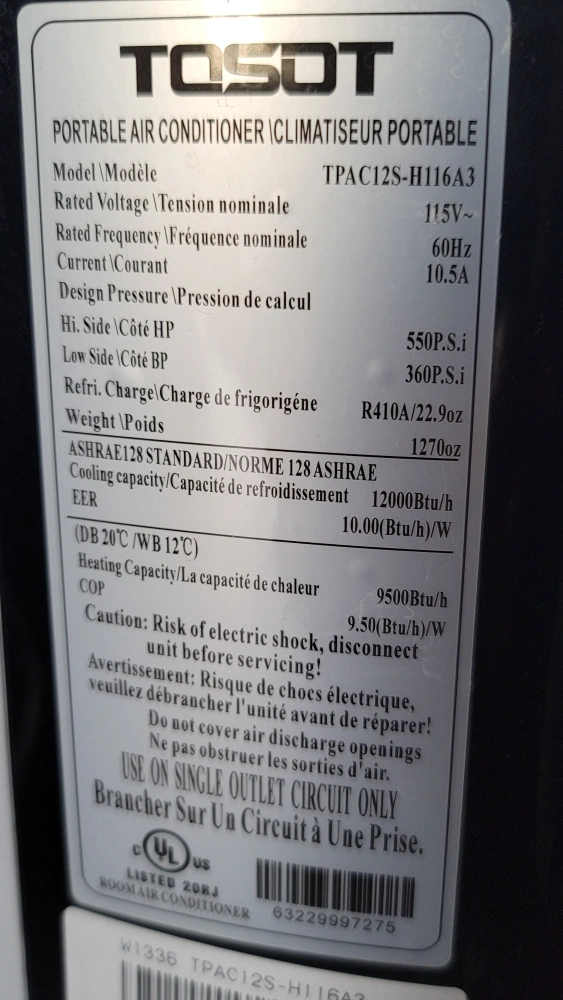 TOSOT
PORTABLE AIR CONDITIONER \CLIMATISEUR PORTABLE
Model \Modèle TPAC12S-H116A3
Rated Voltage \Tension nominale 115V~
Rated Frequency \Fréquence nominale 60Hz
Current \Courant 10.5A
Design Pressure \Pression de calcul
Hi. Side \Côté HP 550P.S.i
Low Side \Côté BP 360P.S.i
Refri. Charge\Charge de frigorigéne R410A/22.9oz
Weight \Poids 1270oz
ASHRAE128 STANDARD/NORME 128 ASHRAE
Cooling capacity/Capacité de refroidissement 12000Btu/h
EER 10.00(Btu/h)/W
(DB 20℃ /WB 12℃)
Heating Capacity/La capacité de chaleur 9500Btu/h
COP 9.50(Btu/h)/W
Caution: Risk of electric shock, disconnect
unit before servicing!
Avertissement: Risque de chocs électrique,
veuillez débrancher l'unité avant de réparer!
Do not cover air discharge openings
Ne pas obstruer les sorties d'air.
USE ON SINGLE OUTLET CIRCUIT ONLY
Brancher Sur Un Circuit à Une Prise.
C UL US
LISTED 20RJ
ROOM AIR CONDITIONER
63229997275
W1336 TPAC12S-H116A3